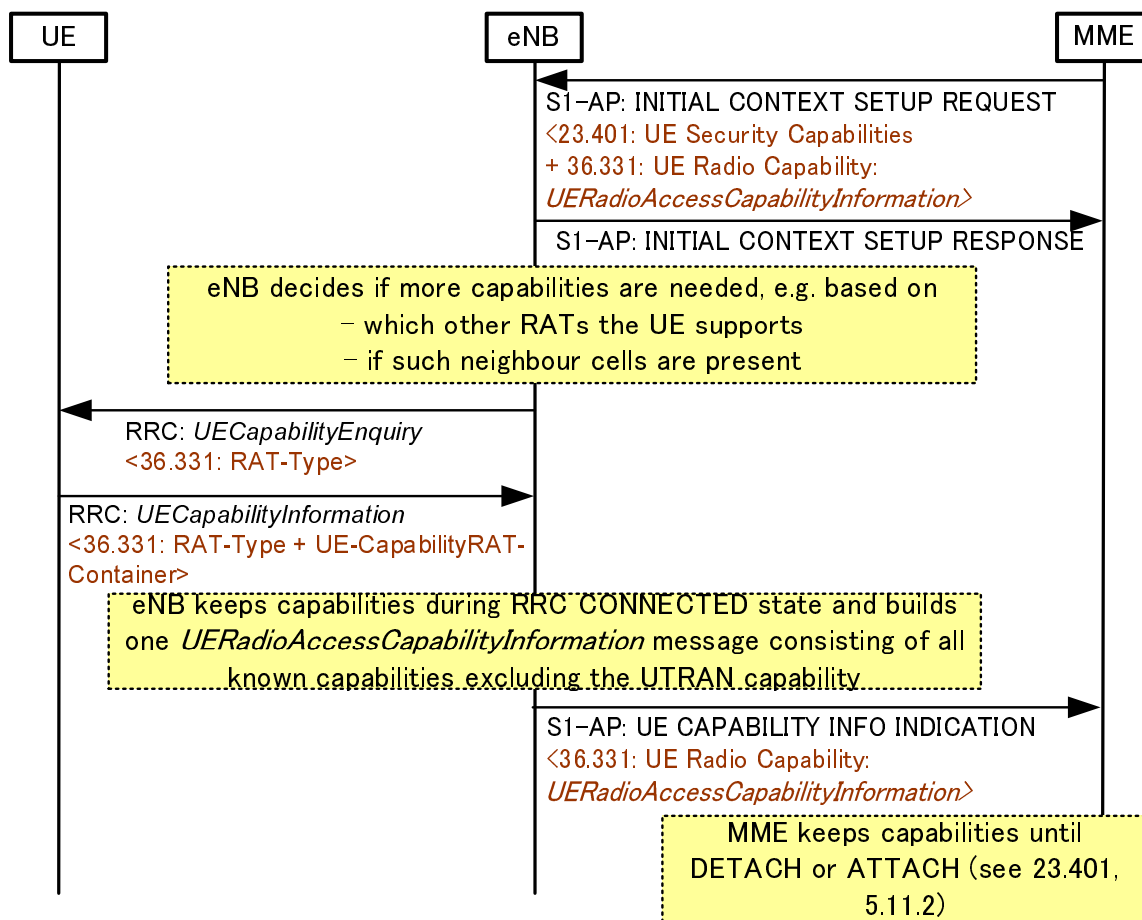 UE
eNB
MME
S1-AP: INITIAL CONTEXT SETUP REQUEST
<23.401: UE Security Capabilities
+ 36.331: UE Radio Capability:
UERadioAccessCapabilityInformation>
S1-AP: INITIAL CONTEXT SETUP RESPONSE
eNB decides if more capabilities are needed, e.g. based on
- which other RATs the UE supports
- if such neighbour cells are present
RRC: UECapabilityEnquiry
<36.331: RAT-Type>
RRC: UECapabilityInformation
<36.331: RAT-Type + UE-CapabilityRAT-
Container>
eNB keeps capabilities during RRC CONNECTED state and builds
one UERadioAccessCapabilityInformation message consisting of all
known capabilities excluding the UTRAN capability
S1-AP: UE CAPABILITY INFO INDICATION
<36.331: UE Radio Capability:
UERadioAccessCapabilityInformation>
MME keeps capabilities until
DETACH or ATTACH (see 23.401,
5.11.2)